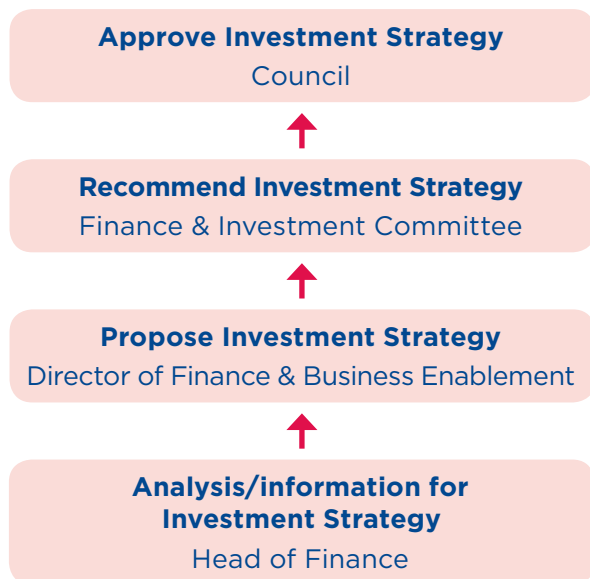 Approve Investment Strategy
Council
Recommend Investment Strategy
Finance & Investment Committee
Propose Investment Strategy
Director of Finance & Business Enablement
Analysis/information for
Investment Strategy
Head of Finance